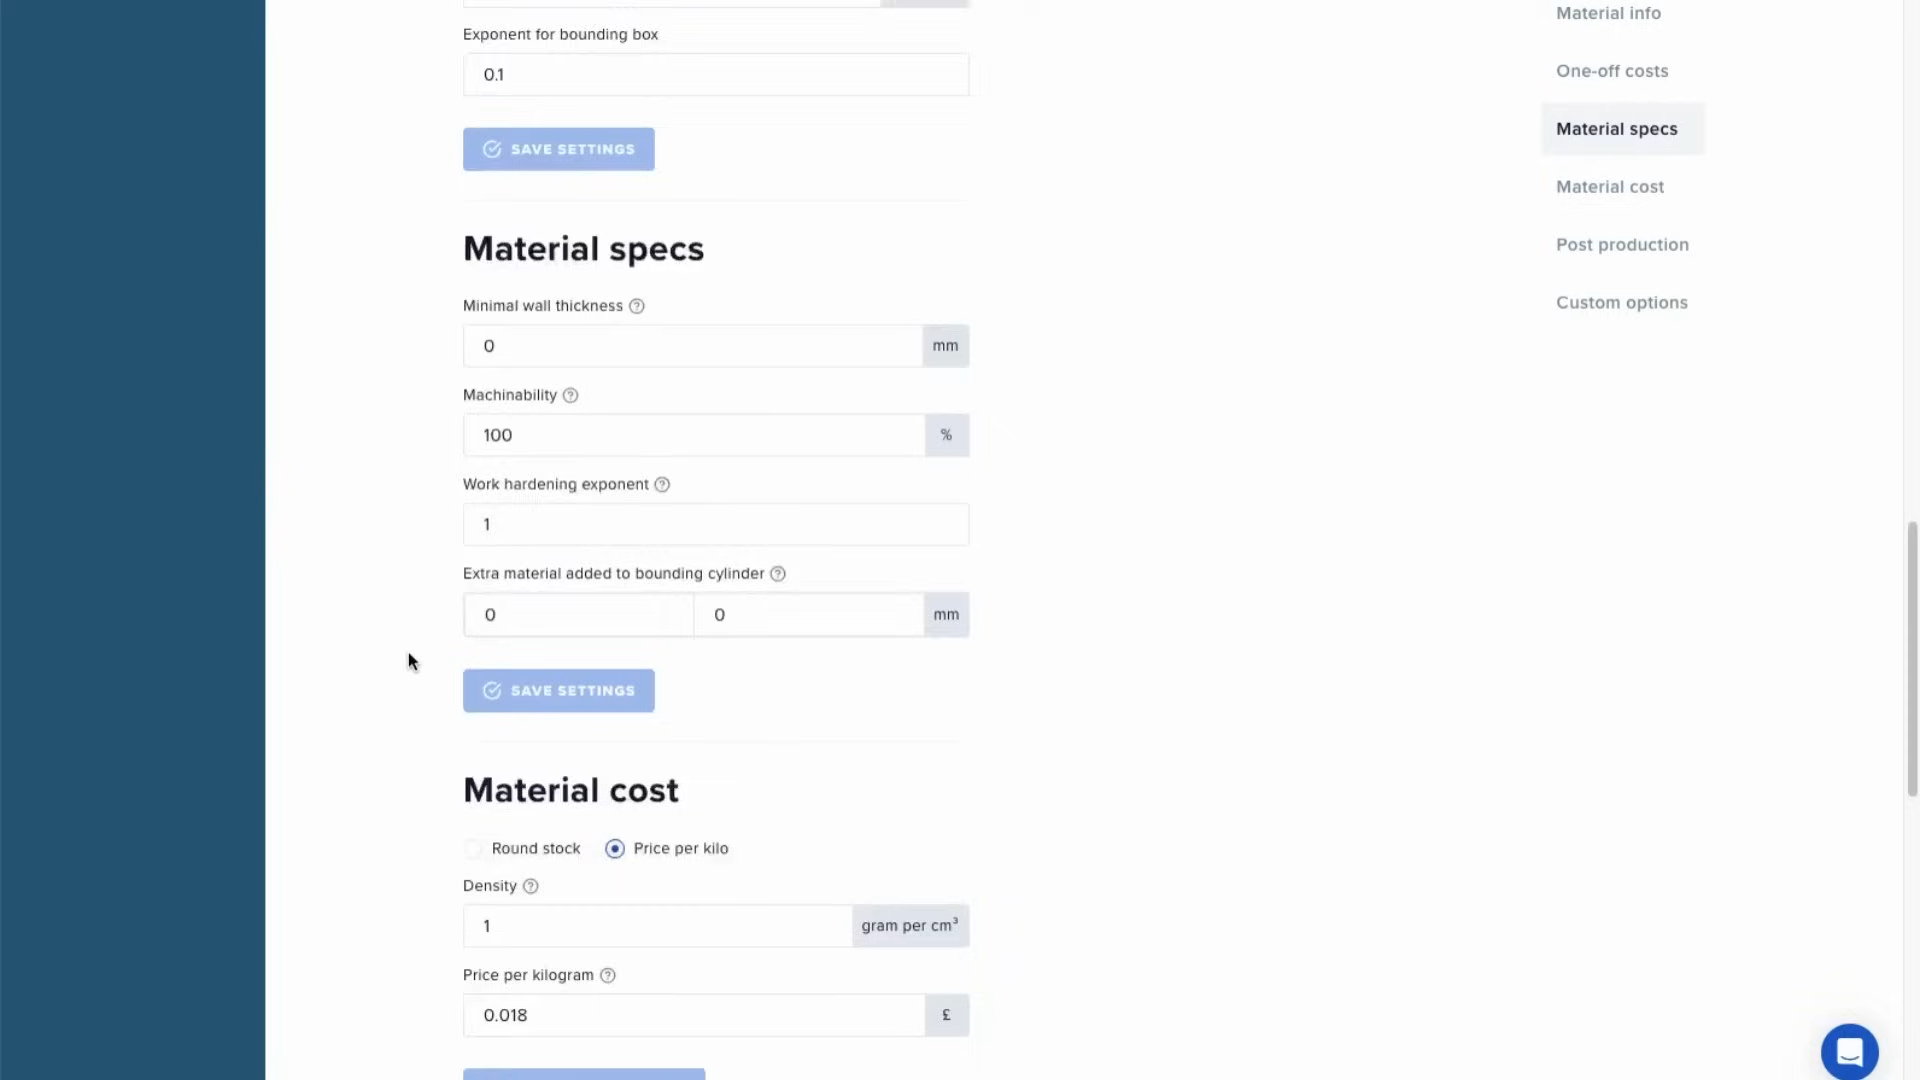 Exponent for bounding box
0.1
SAVE SETTINGS
Material specs
Minimal wall thickness ?
0 mm
Machinability ?
100 %
Work hardening exponent ?
1
Extra material added to bounding cylinder ?
0 0 mm
SAVE SETTINGS
Material cost
Round stock Price per kilo
Density ?
1 gram per cm³
Price per kilogram ?
0.018 £
Material info
One-off costs
Material specs
Material cost
Post production
Custom options